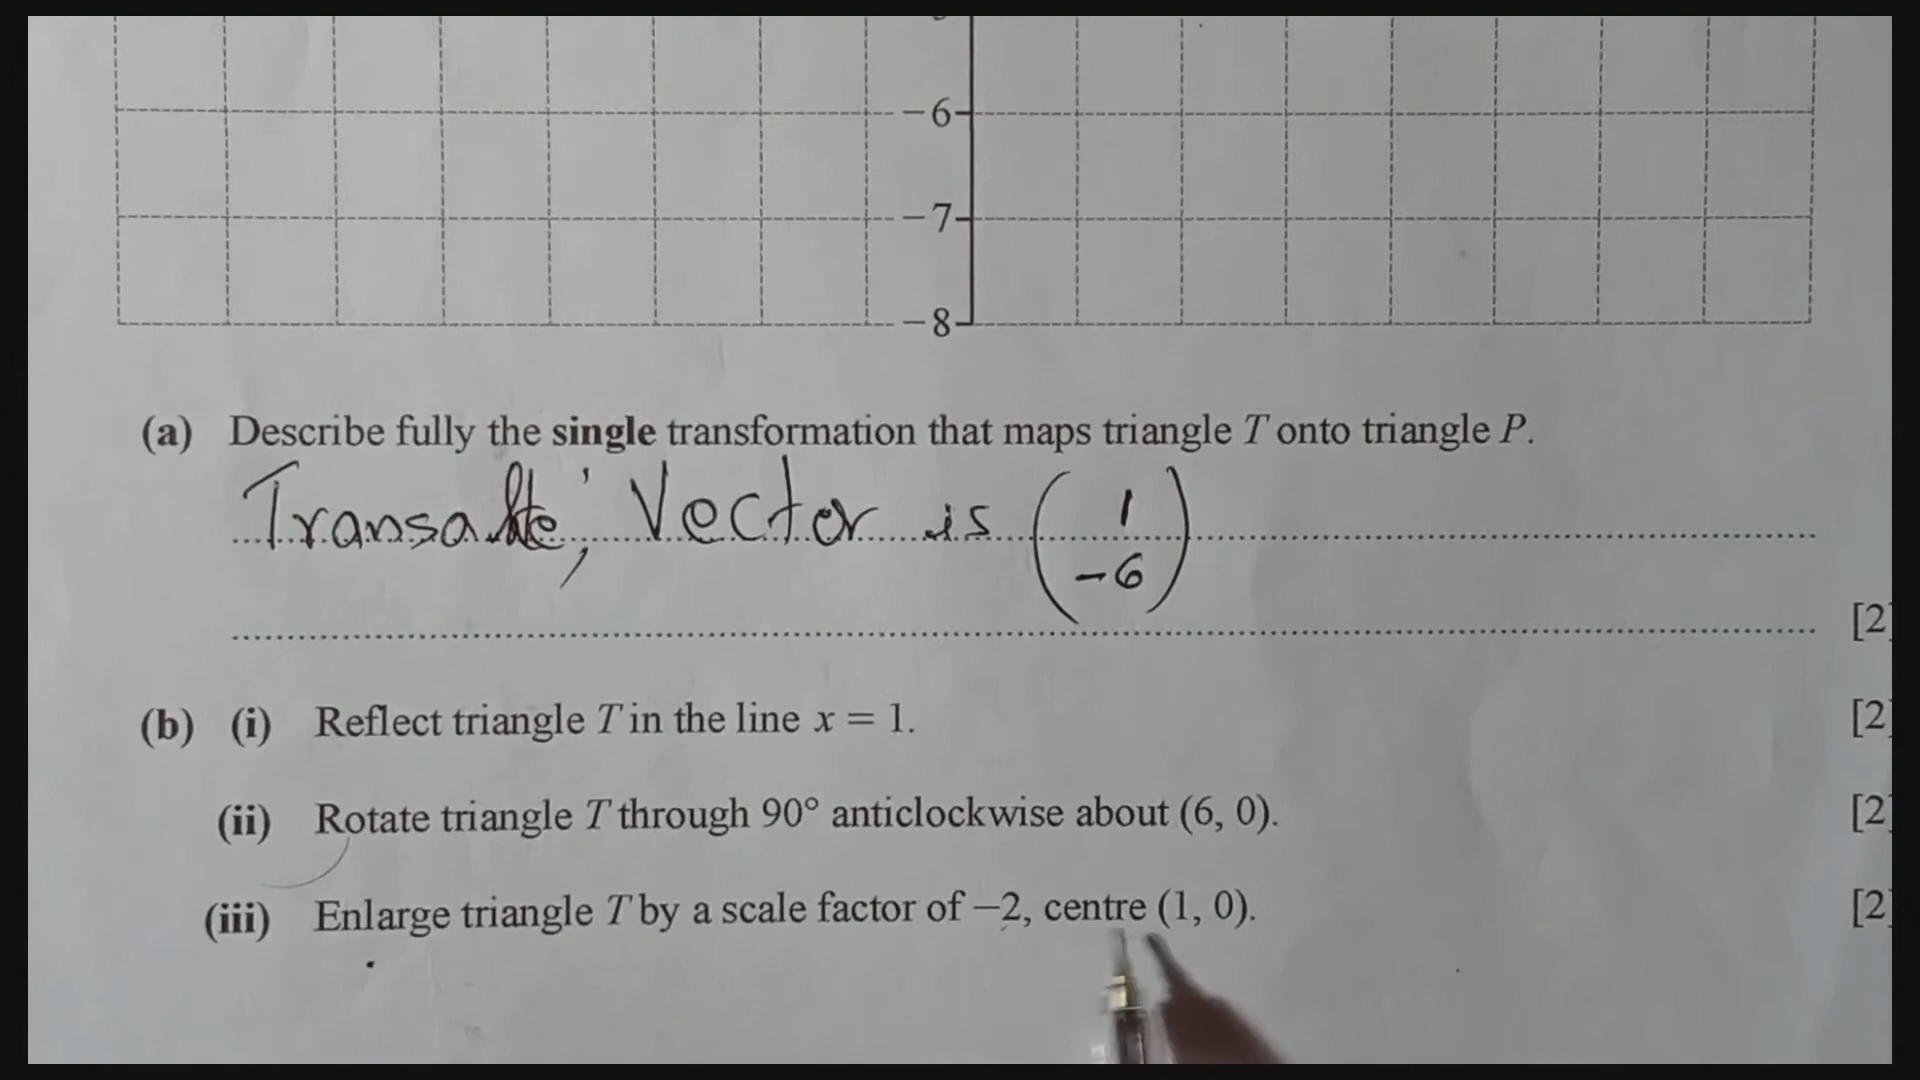 −6
−7
−8
(a) Describe fully the single transformation that maps triangle T onto triangle P.
Vector is ( 1
−6 )
[2]
(b) (i) Reflect triangle T in the line x = 1. [2]
(ii) Rotate triangle T through 90° anticlockwise about (6, 0). [2]
(iii) Enlarge triangle T by a scale factor of −2, centre (1, 0). [2]